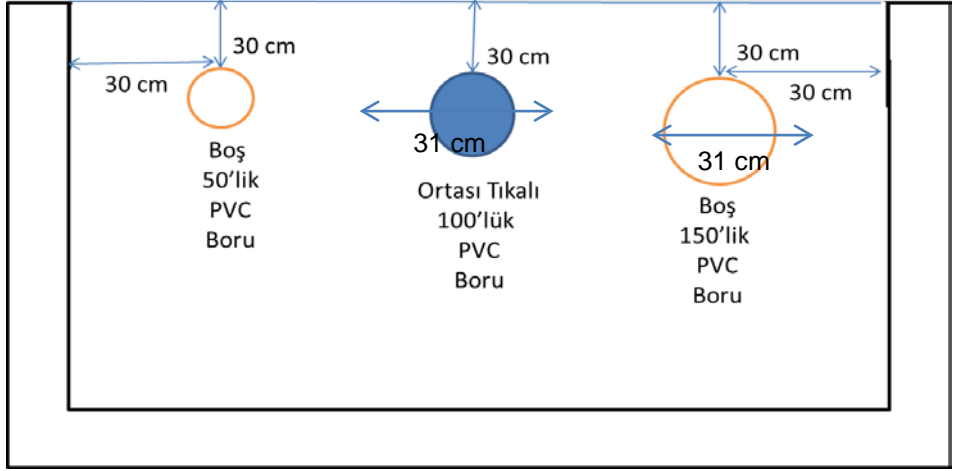 30 cm
30 cm
Boş
50'lik
PVC
Boru
30 cm
31 cm
Ortası Tıkalı
100'lük
PVC
Boru
30 cm
30 cm
31 cm
Boş
150'lik
PVC
Boru